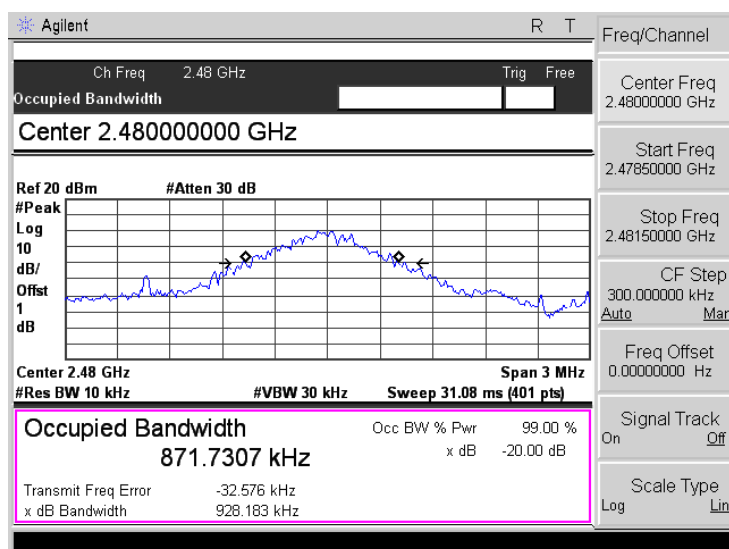 Agilent R T
Ch Freq 2.48 GHz Trig Free
Occupied Bandwidth
Center 2.480000000 GHz
Ref 20 dBm #Atten 30 dB
#Peak
Log
10
dB/
Offst
1
dB
Center 2.48 GHz Span 3 MHz
#Res BW 10 kHz #VBW 30 kHz Sweep 31.08 ms (401 pts)
Occupied Bandwidth
871.7307 kHz
Occ BW % Pwr 99.00 %
x dB -20.00 dB
Transmit Freq Error -32.576 kHz
x dB Bandwidth 928.183 kHz
Freq/Channel
Center Freq
2.48000000 GHz
Start Freq
2.47850000 GHz
Stop Freq
2.48150000 GHz
CF Step
300.000000 kHz
Auto Man
Freq Offset
0.00000000 Hz
Signal Track
On Off
Scale Type
Log Lin